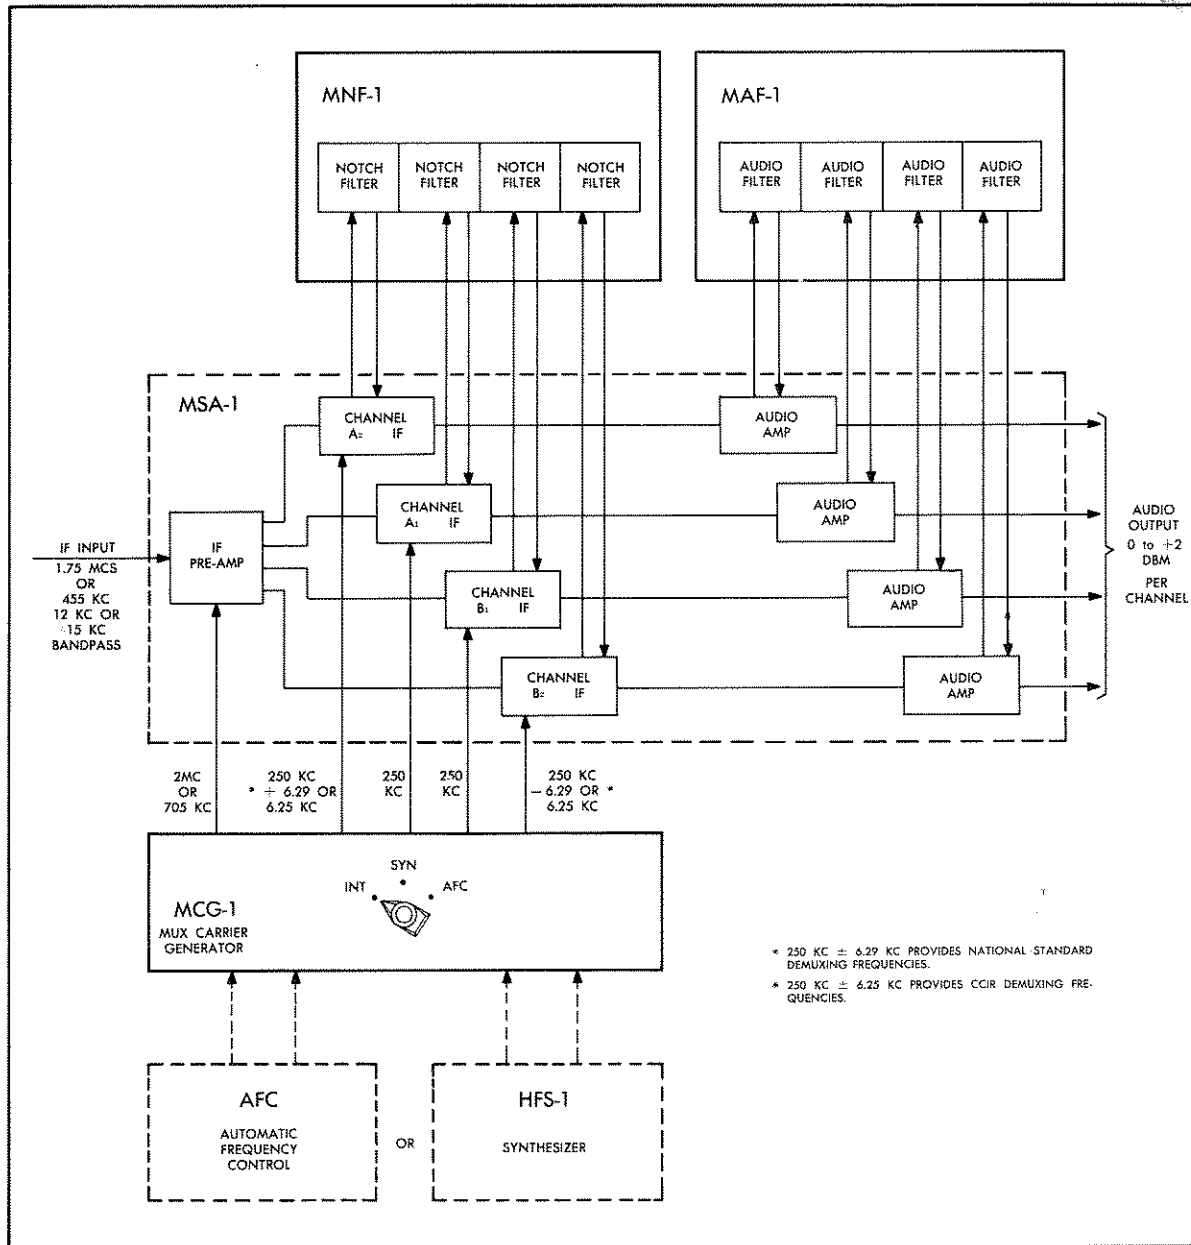 MNF-1
NOTCH
FILTER
NOTCH
FILTER
NOTCH
FILTER
NOTCH
FILTER
MAF-1
AUDIO
FILTER
AUDIO
FILTER
AUDIO
FILTER
AUDIO
FILTER
MSA-1
CHANNEL
A2 IF
AUDIO
AMP
CHANNEL
A1 IF
AUDIO
AMP
IF
PRE-AMP
CHANNEL
B1 IF
AUDIO
AMP
CHANNEL
B2 IF
AUDIO
AMP
IF INPUT
1.75 MCS
OR
455 KC
12 KC OR
15 KC
BANDPASS
AUDIO
OUTPUT
0 to +2
DBM
PER
CHANNEL
2MC
OR
705 KC
250 KC
* + 6.29 OR
6.25 KC
250
KC
250
KC
250 KC
— 6.29 OR *
6.25 KC
SYN
INT
AFC
MCG-1
MUX CARRIER
GENERATOR
* 250 KC ± 6.29 KC PROVIDES NATIONAL STANDARD
DEMUXING FREQUENCIES.
* 250 KC ± 6.25 KC PROVIDES CCIR DEMUXING FRE-
QUENCIES.
AFC
AUTOMATIC
FREQUENCY
CONTROL
OR
HFS-1
SYNTHESIZER